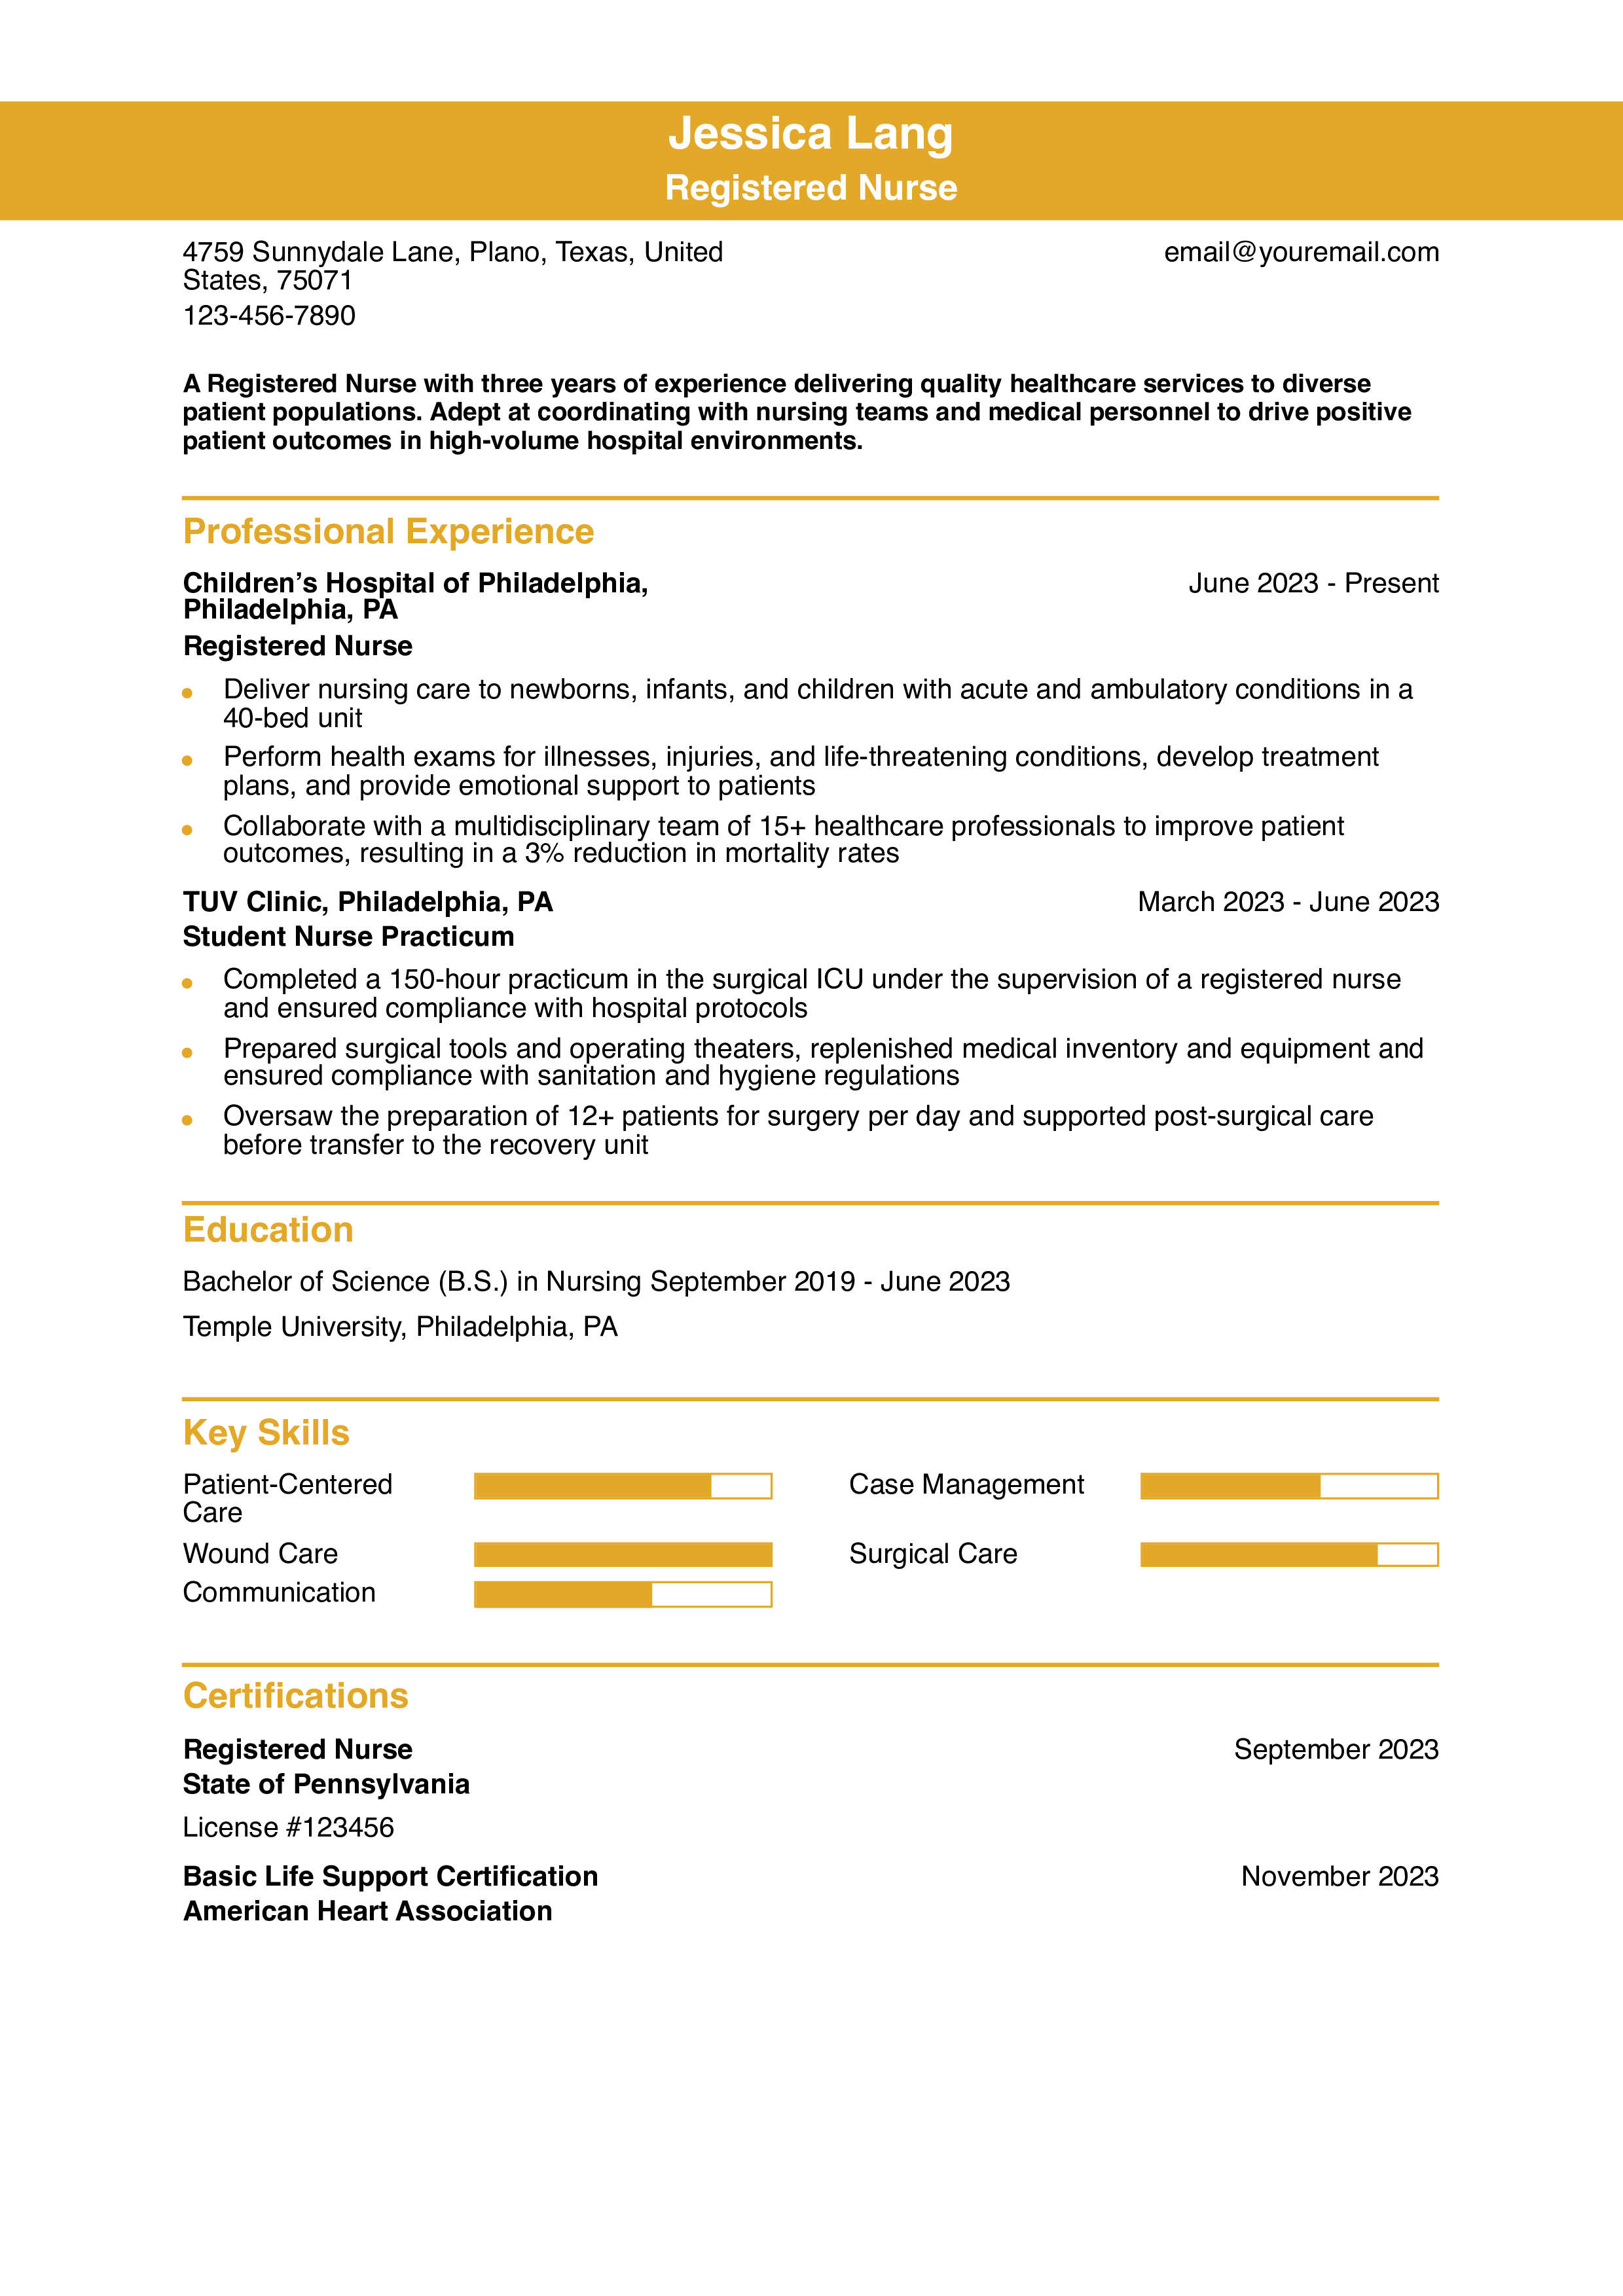 Jessica Lang
Registered Nurse
4759 Sunnydale Lane, Plano, Texas, United
States, 75071
123-456-7890
email@youremail.com
A Registered Nurse with three years of experience delivering quality healthcare services to diverse
patient populations. Adept at coordinating with nursing teams and medical personnel to drive positive
patient outcomes in high-volume hospital environments.
Professional Experience
Children’s Hospital of Philadelphia,
Philadelphia, PA
June 2023 - Present
Registered Nurse
Deliver nursing care to newborns, infants, and children with acute and ambulatory conditions in a
40-bed unit
Perform health exams for illnesses, injuries, and life-threatening conditions, develop treatment
plans, and provide emotional support to patients
Collaborate with a multidisciplinary team of 15+ healthcare professionals to improve patient
outcomes, resulting in a 3% reduction in mortality rates
TUV Clinic, Philadelphia, PA
March 2023 - June 2023
Student Nurse Practicum
Completed a 150-hour practicum in the surgical ICU under the supervision of a registered nurse
and ensured compliance with hospital protocols
Prepared surgical tools and operating theaters, replenished medical inventory and equipment and
ensured compliance with sanitation and hygiene regulations
Oversaw the preparation of 12+ patients for surgery per day and supported post-surgical care
before transfer to the recovery unit
Education
Bachelor of Science (B.S.) in Nursing September 2019 - June 2023
Temple University, Philadelphia, PA
Key Skills
Patient-Centered
Care
Case Management
Wound Care
Surgical Care
Communication
Certifications
Registered Nurse
September 2023
State of Pennsylvania
License #123456
Basic Life Support Certification
November 2023
American Heart Association